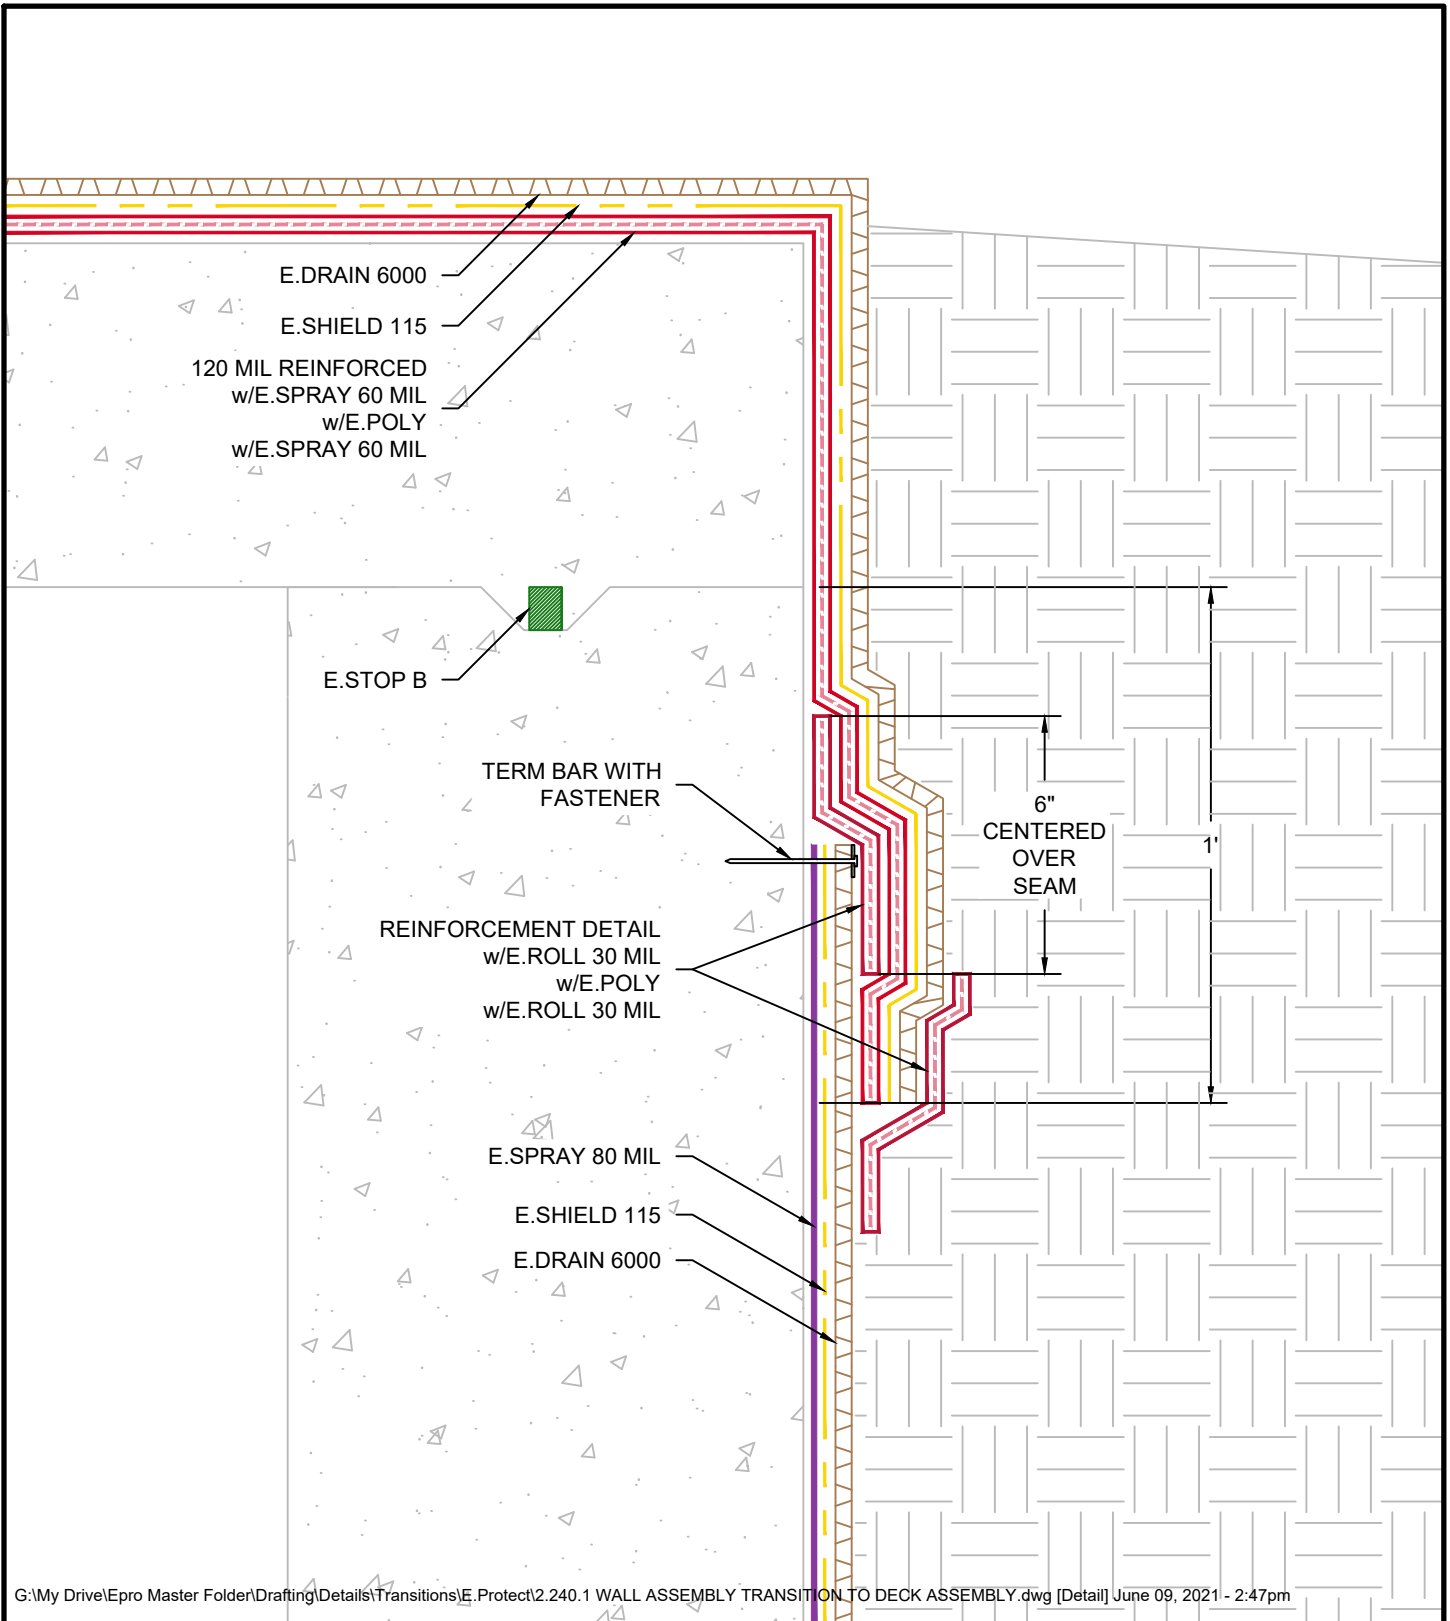 E.DRAIN 6000
E.SHIELD 115
120 MIL REINFORCED
w/E.SPRAY 60 MIL
w/E.POLY
w/E.SPRAY 60 MIL
E.STOP B
TERM BAR WITH
FASTENER
6"
CENTERED
OVER
SEAM
1'
REINFORCEMENT DETAIL
w/E.ROLL 30 MIL
w/E.POLY
w/E.ROLL 30 MIL
E.SPRAY 80 MIL
E.SHIELD 115
E.DRAIN 6000
G:\My Drive\Epro Master Folder\Drafting\Details\Transitions\E.Protect\2.240.1 WALL ASSEMBLY TRANSITION TO DECK ASSEMBLY.dwg [Detail] June 09, 2021 - 2:47pm